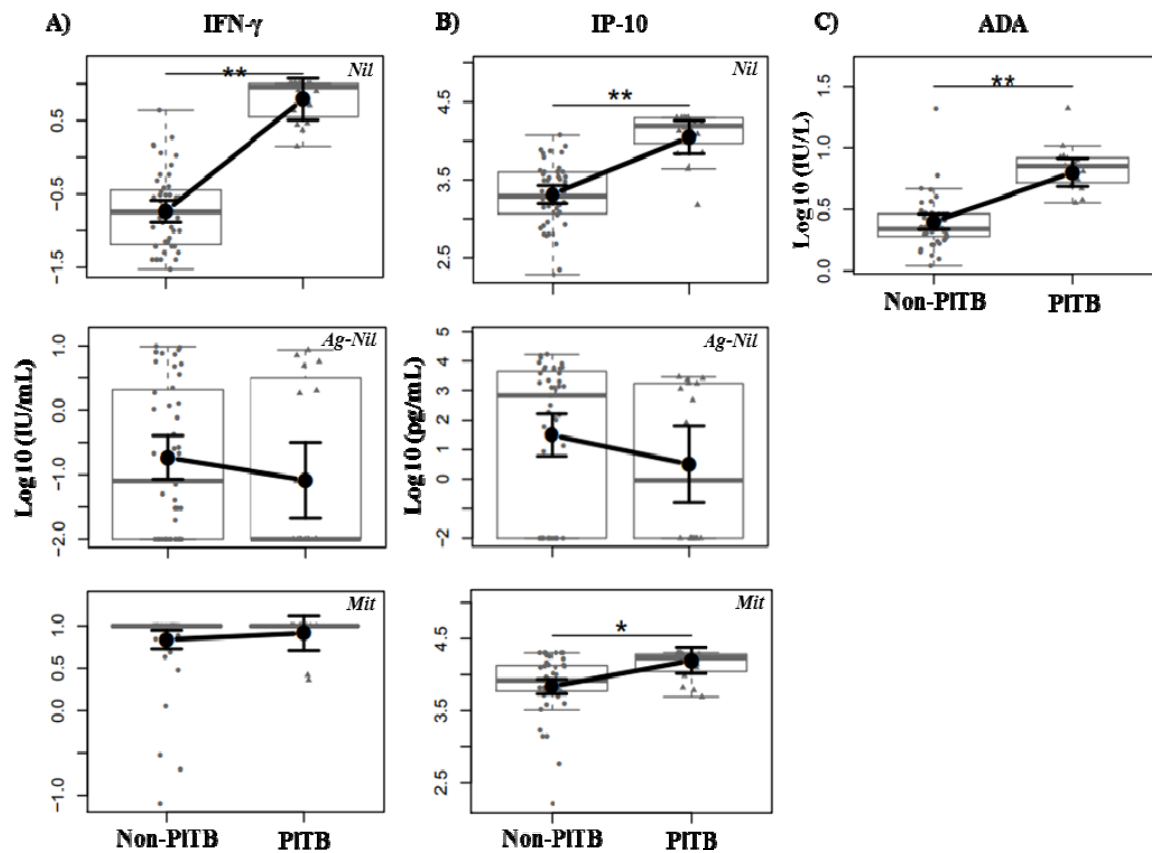 A) IFN-γ
B) IP-10
C) ADA
Nil
**
0.5
-0.5
-1.5
Nil
**
4.5
3.5
2.5
**
Log10 (IU/L)
1.5
1.0
0.5
0.0
Non-PlTB PlTB
Ag-Nil
Log10 (IU/mL)
1.0
0.0
-1.0
-2.0
Ag-Nil
Log10 (pg/mL)
5
4
3
2
1
0
-2
Mit
1.0
0.5
0.0
-1.0
Non-PlTB PlTB
Mit
*
4.5
3.5
2.5
Non-PlTB PlTB